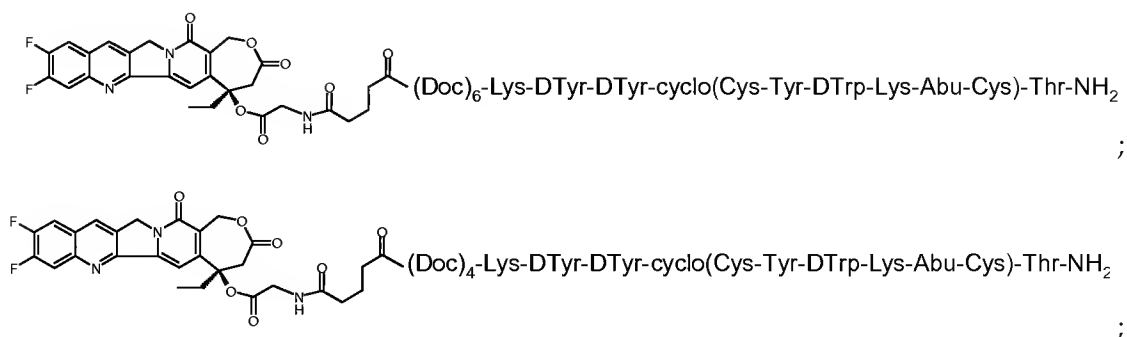 O
F
N
O
O
O
F
N
O
O
(Doc)6-Lys-DTyr-DTyr-cyclo(Cys-Tyr-DTrp-Lys-Abu-Cys)-Thr-NH2
O
N
H
O
;
O
F
N
O
O
O
F
N
(Doc)4-Lys-DTyr-DTyr-cyclo(Cys-Tyr-DTrp-Lys-Abu-Cys)-Thr-NH2
O
O
N
H
O
;